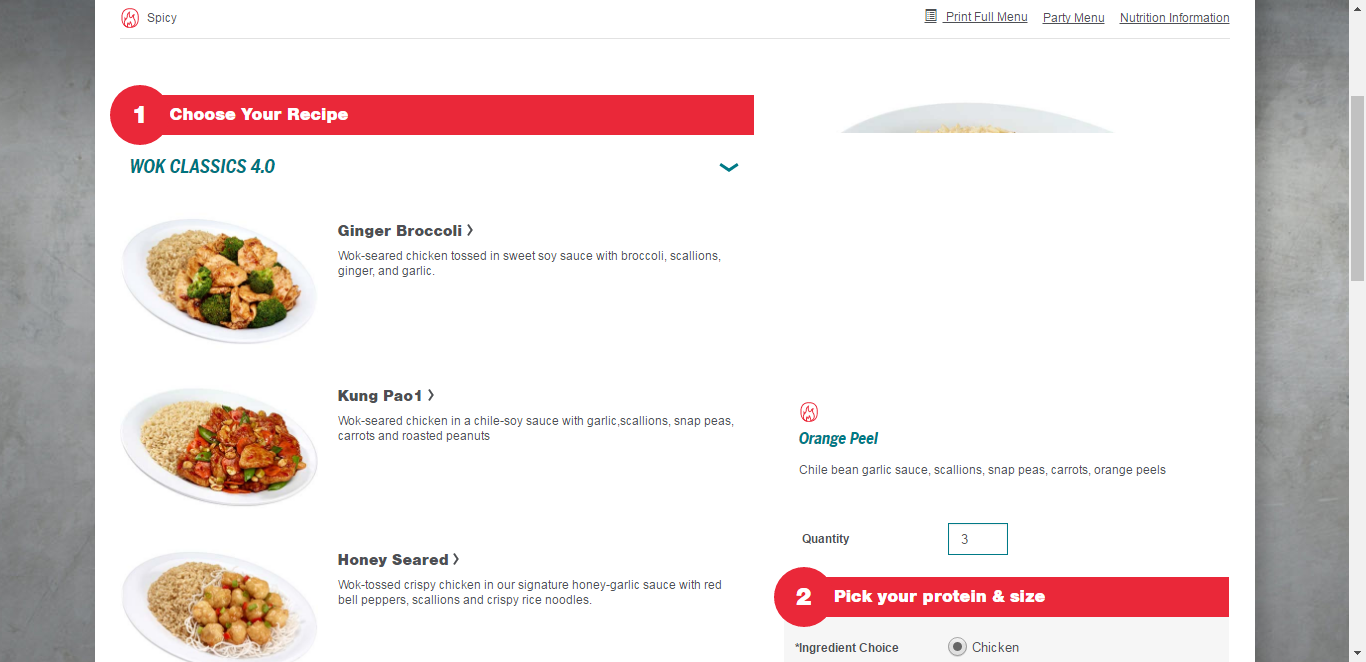 Spicy
Print Full Menu Party Menu Nutrition Information
1 Choose Your Recipe
WOK CLASSICS 4.0
Ginger Broccoli
Wok-seared chicken tossed in sweet soy sauce with broccoli, scallions,
ginger, and garlic.
Kung Pao1
Wok-seared chicken in a chile-soy sauce with garlic,scallions, snap peas,
carrots and roasted peanuts
Honey Seared
Wok-tossed crispy chicken in our signature honey-garlic sauce with red
bell peppers, scallions and crispy rice noodles.
Orange Peel
Chile bean garlic sauce, scallions, snap peas, carrots, orange peels
Quantity 3
2 Pick your protein & size
*Ingredient Choice Chicken